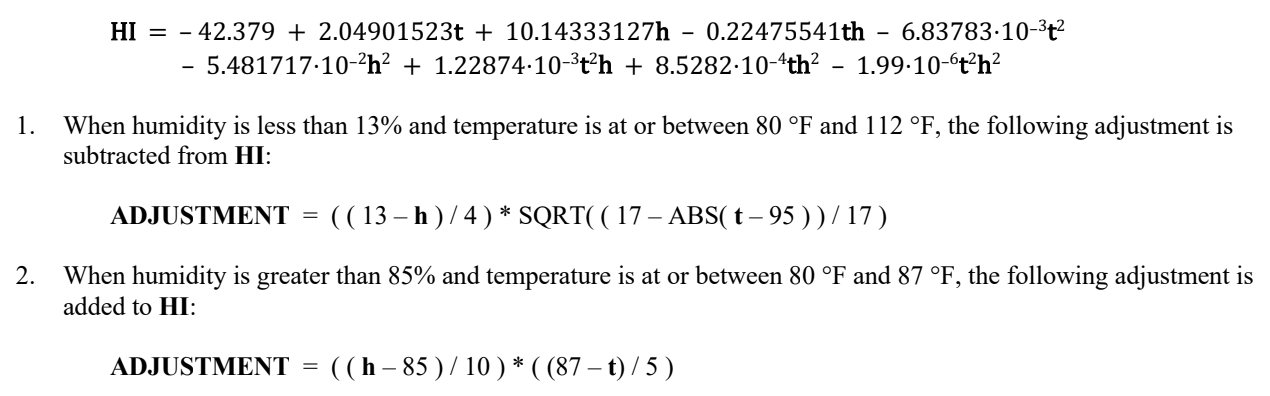 HI = – 42.379 + 2.04901523t + 10.14333127h – 0.22475541th – 6.83783·10⁻³t²
– 5.481717·10⁻²h² + 1.22874·10⁻³t²h + 8.5282·10⁻⁴th² – 1.99·10⁻⁶t²h²
1. When humidity is less than 13% and temperature is at or between 80 °F and 112 °F, the following adjustment is
subtracted from HI:
ADJUSTMENT = ( ( 13 – h ) / 4 ) * SQRT( ( 17 – ABS( t – 95 ) ) / 17 )
2. When humidity is greater than 85% and temperature is at or between 80 °F and 87 °F, the following adjustment is
added to HI:
ADJUSTMENT = ( ( h – 85 ) / 10 ) * ( (87 – t) / 5 )